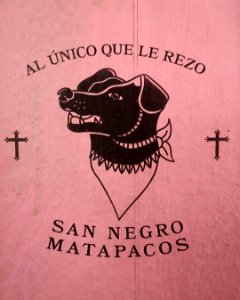 AL ÚNICO QUE LE REZO
SAN NEGRO
MATAPACOS